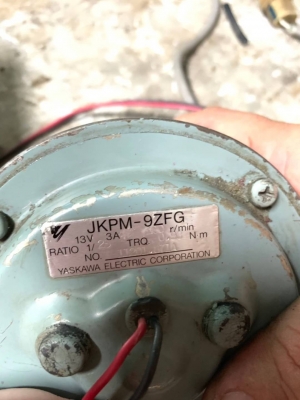 JKPM-9ZFG
13V 3A r/min
RATIO 1/ TRQ N·m
NO.
YASKAWA ELECTRIC CORPORATION